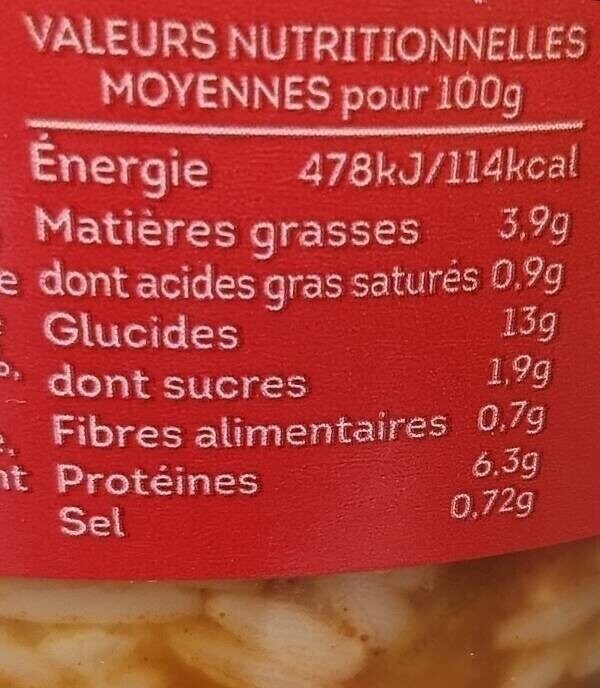 VALEURS NUTRITIONNELLES
MOYENNES pour 100g
Énergie 478kJ/114kcal
Matières grasses 3,9g
e dont acides gras saturés 0,9g
Glucides 13g
dont sucres 1,9g
Fibres alimentaires 0,7g
nt Protéines 6,3g
Sel 0,72g